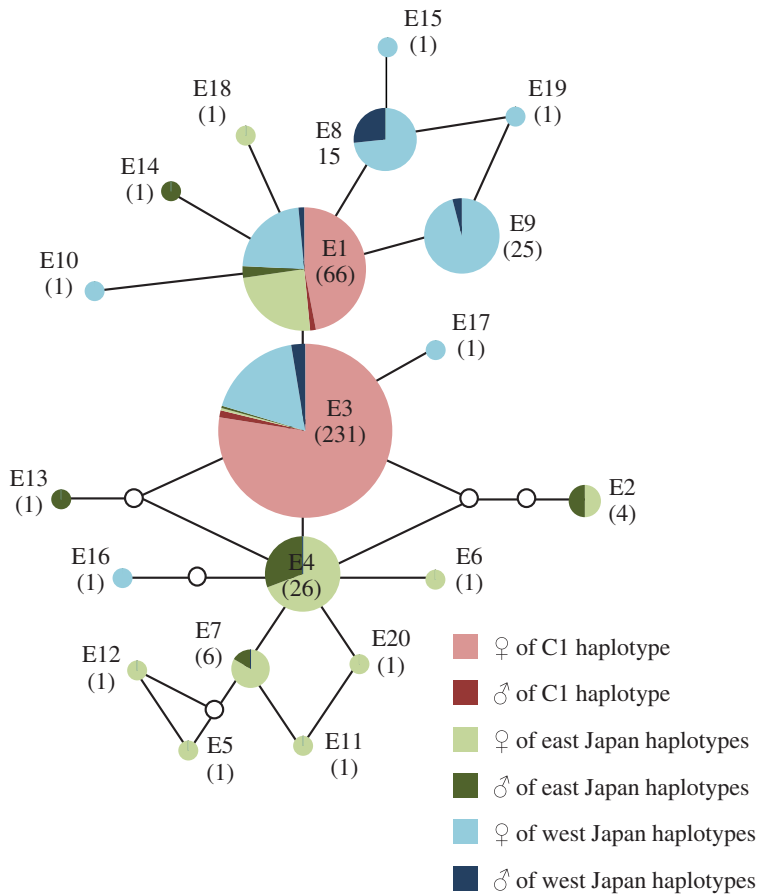 E15
(1)
E18
(1)
E19
(1)
E8
15
E14
(1)
E9
(25)
E1
(66)
E10
(1)
E17
(1)
E3
(231)
E13
(1)
E2
(4)
E16
(1)
E4
(26)
E6
(1)
E7
(6)
E20
(1)
E12
(1)
E5
(1)
E11
(1)
♀ of C1 haplotype
♂ of C1 haplotype
♀ of east Japan haplotypes
♂ of east Japan haplotypes
♀ of west Japan haplotypes
♂ of west Japan haplotypes